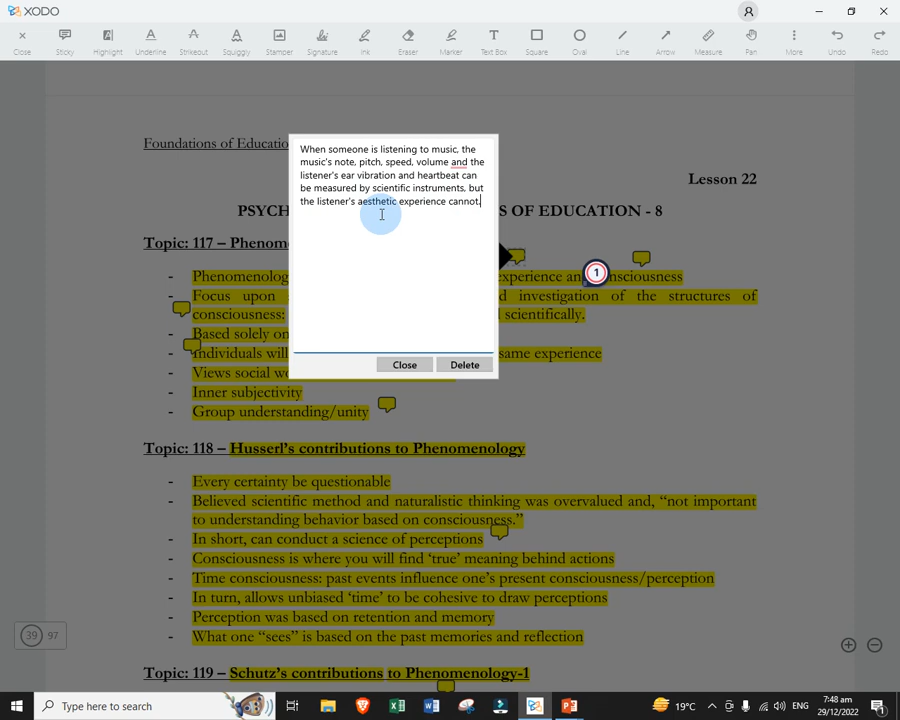 XODO
Close
Sticky
Highlight
Underline
Strikeout
Squiggly
Stamper
Signature
Ink
Eraser
Marker
Text Box
Square
Oval
Line
Arrow
Measure
Pan
More
Undo
Redo
Foundations of Educatio
When someone is listening to music, the
music's note, pitch, speed, volume and the
listener's ear vibration and heartbeat can
be measured by scientific instruments, but
the listener's aesthetic experience cannot.
Close
Delete
Lesson 22
PSYCH S OF EDUCATION - 8
Topic: 117 – Phenom
- Phenomenolog experience an nsciousness
1
- Focus upon d investigation of the structures of
consciousness: scientifically.
- Based solely on
- Individuals will same experience
- Views social wo
- Inner subjectivity
- Group understanding/unity
Topic: 118 – Husserl's contributions to Phenomenology
- Every certainty be questionable
- Believed scientific method and naturalistic thinking was overvalued and, “not important
to understanding behavior based on consciousness.”
- In short, can conduct a science of perceptions
- Consciousness is where you will find ‘true’ meaning behind actions
- Time consciousness: past events influence one's present consciousness/perception
- In turn, allows unbiased ‘time’ to be cohesive to draw perceptions
- Perception was based on retention and memory
- What one “sees” is based on the past memories and reflection
39 97
Topic: 119 – Schutz's contributions to Phenomenology-1
Type here to search
19°C
ENG
7:48 am
29/12/2022
1